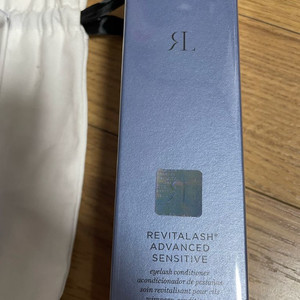 RL
REVITALASH®
ADVANCED
SENSITIVE
eyelash conditioner
acondicionador de pestañas
soin revitalisant pour cils